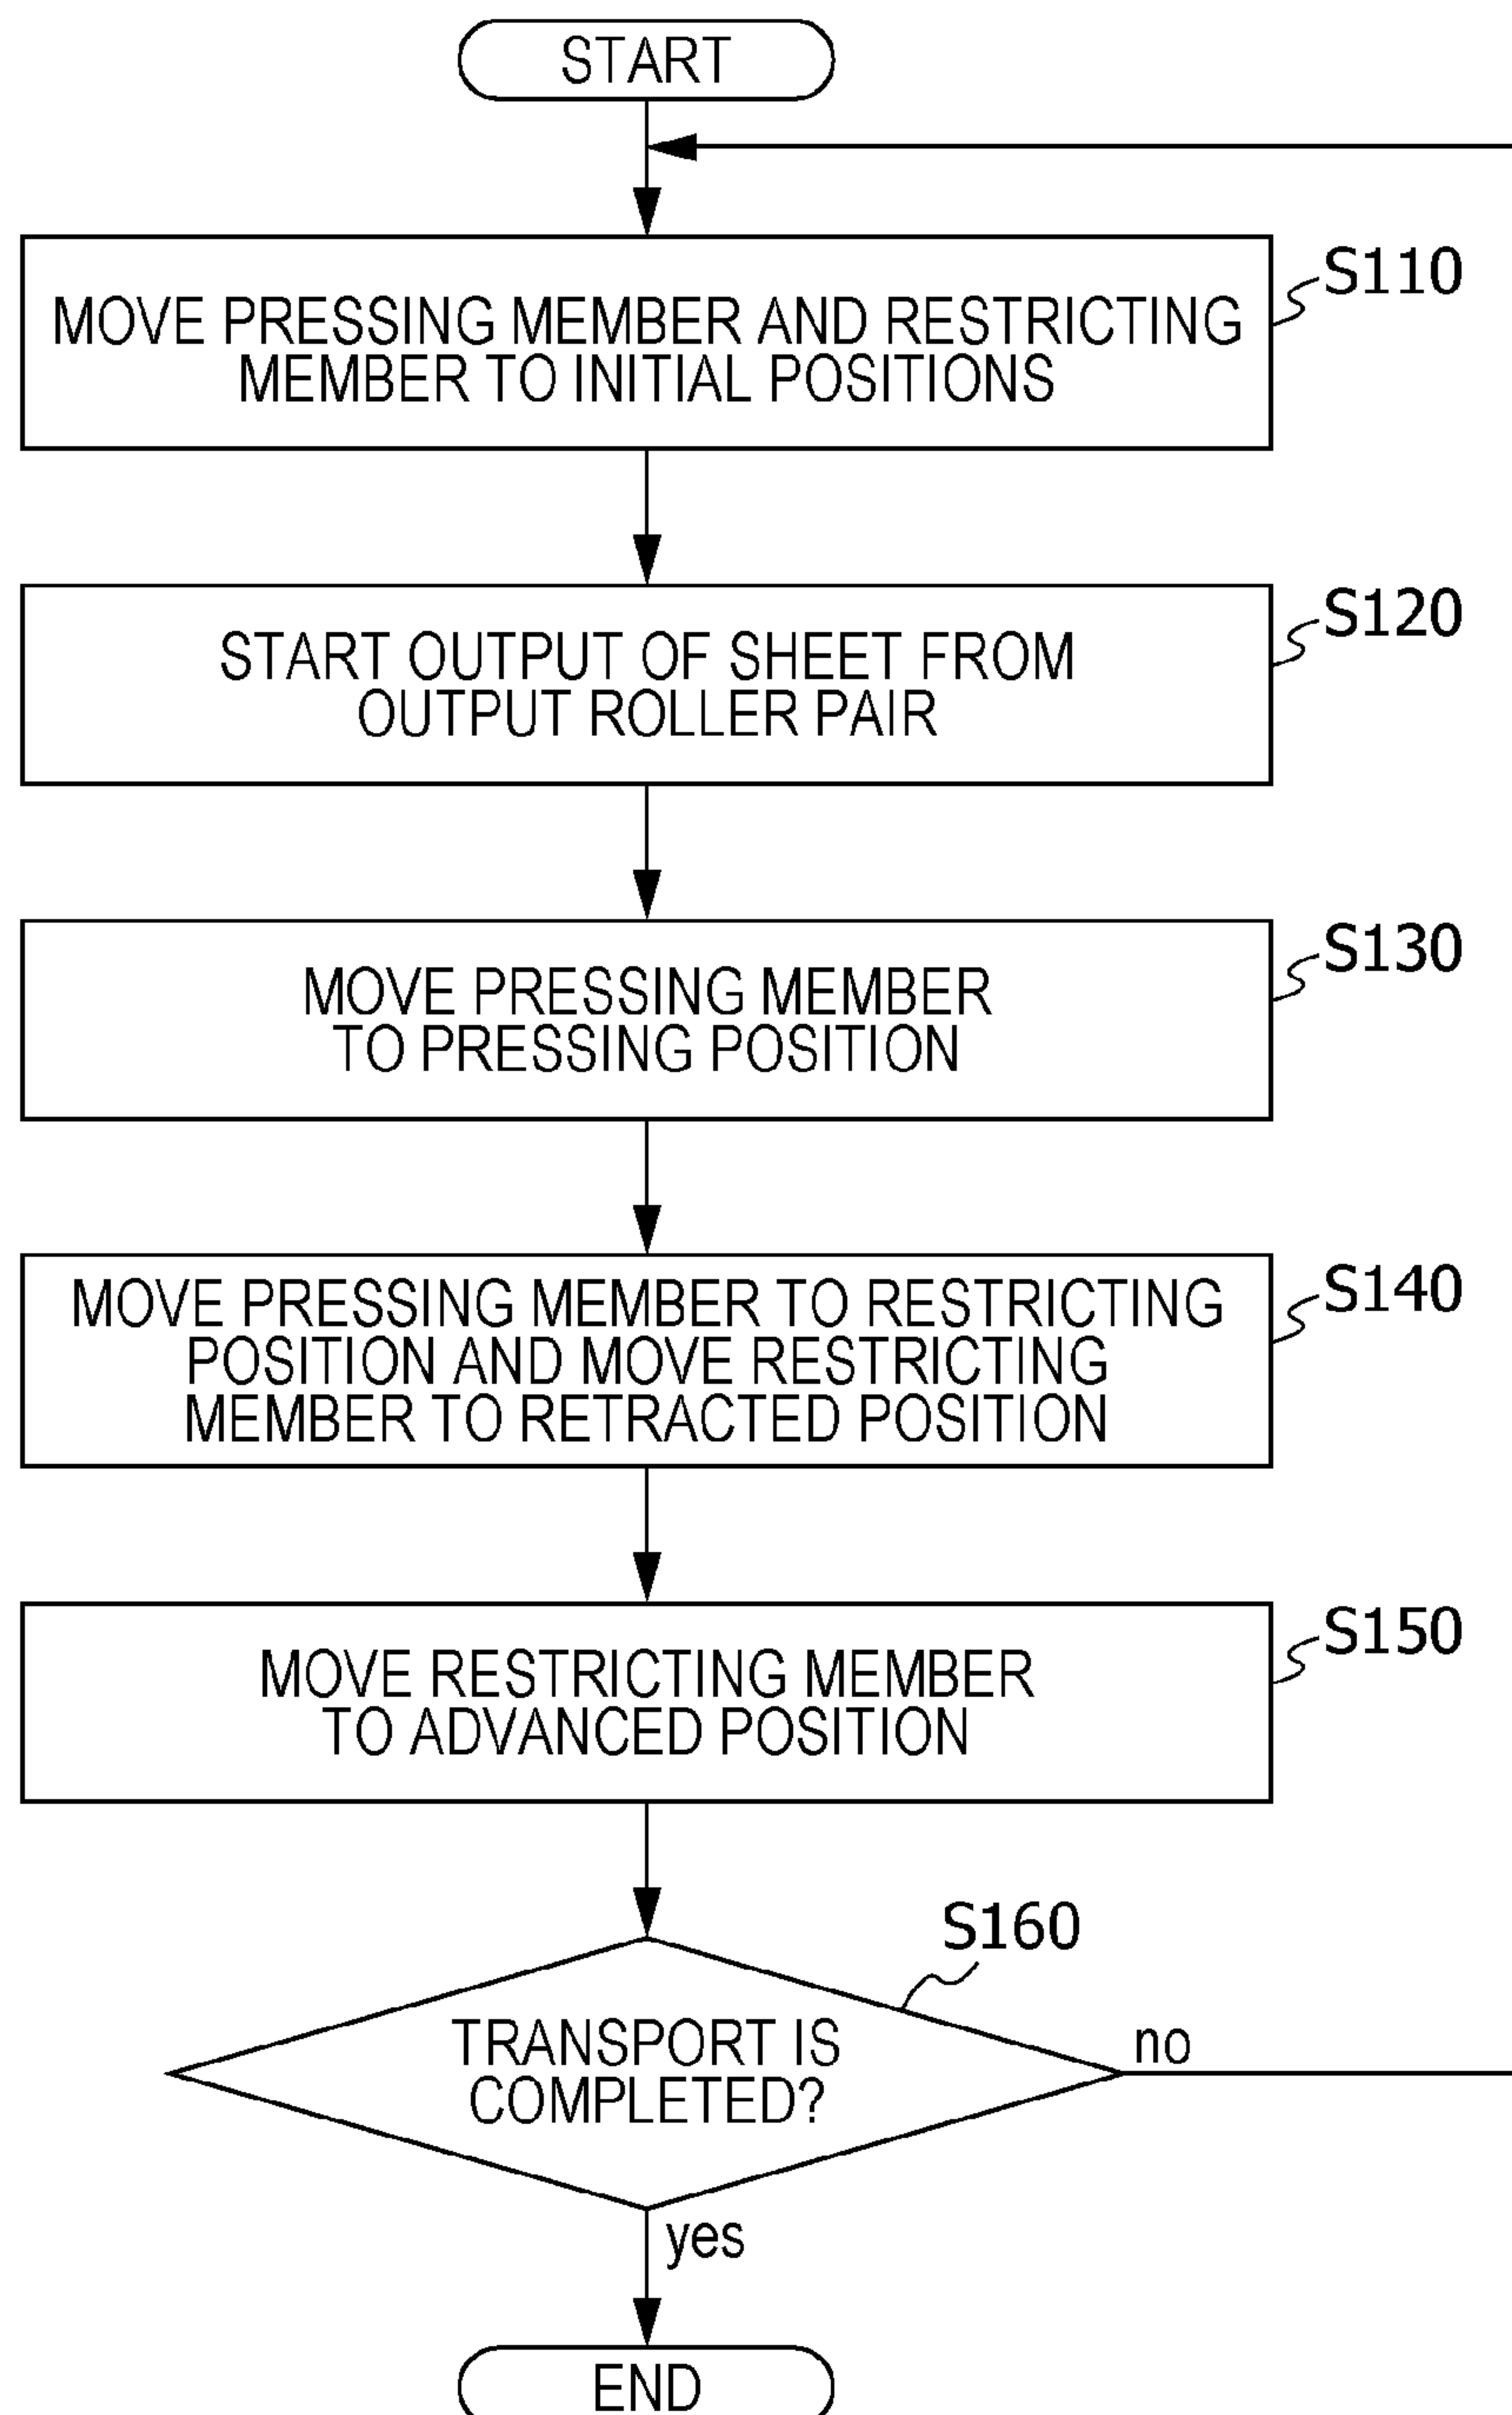 START
MOVE PRESSING MEMBER AND RESTRICTING
MEMBER TO INITIAL POSITIONS
S110
START OUTPUT OF SHEET FROM
OUTPUT ROLLER PAIR
S120
MOVE PRESSING MEMBER
TO PRESSING POSITION
S130
MOVE PRESSING MEMBER TO RESTRICTING
POSITION AND MOVE RESTRICTING
MEMBER TO RETRACTED POSITION
S140
MOVE RESTRICTING MEMBER
TO ADVANCED POSITION
S150
S160
TRANSPORT IS
COMPLETED?
no
yes
END